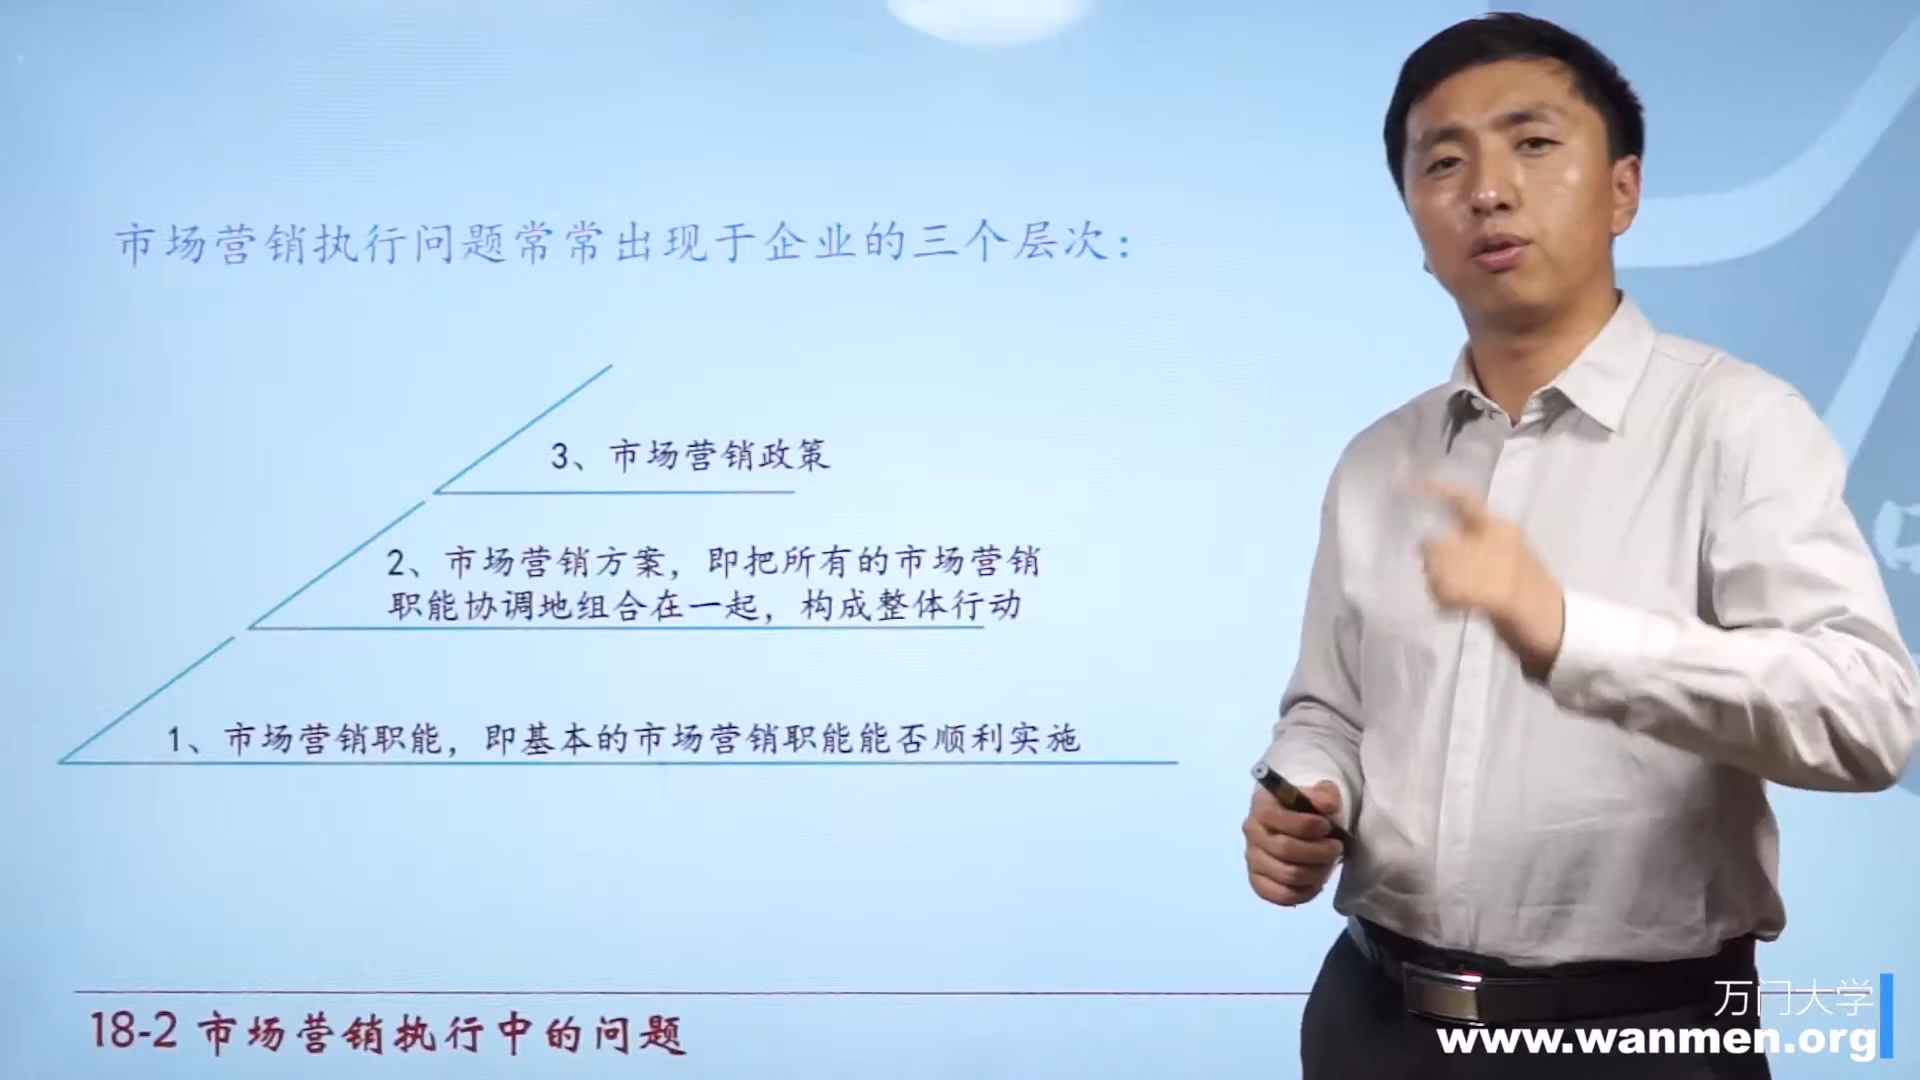 市场营销执行问题常常出现于企业的三个层次：
3、市场营销政策
2、市场营销方案，即把所有的市场营销
职能协调地组合在一起，构成整体行动
1、市场营销职能，即基本的市场营销职能能否顺利实施
18-2 市场营销执行中的问题
万门大学
www.wanmen.org